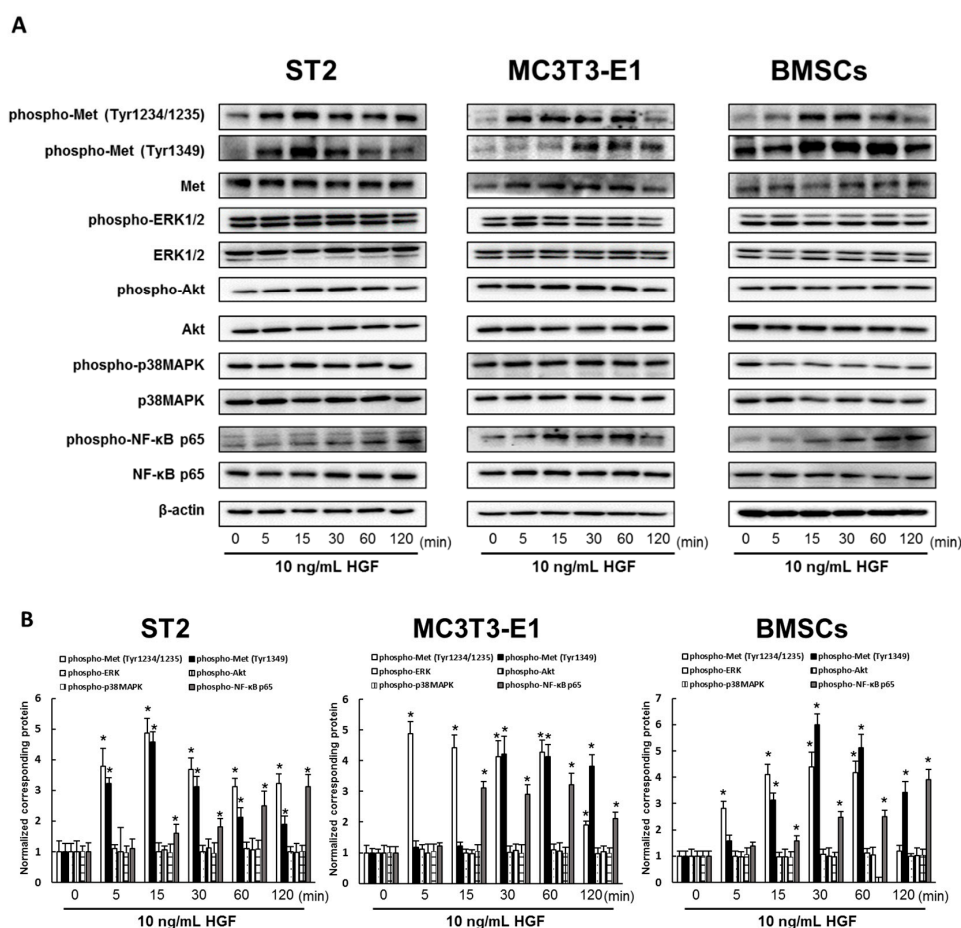 A
ST2 MC3T3-E1 BMSCs
phospho-Met (Tyr1234/1235)
phospho-Met (Tyr1349)
Met
phospho-ERK1/2
ERK1/2
phospho-Akt
Akt
phospho-p38MAPK
p38MAPK
phospho-NF-κB p65
NF-κB p65
β-actin
0 5 15 30 60 120 (min) 0 5 15 30 60 120 (min) 0 5 15 30 60 120 (min)
10 ng/mL HGF 10 ng/mL HGF 10 ng/mL HGF
B
ST2
phospho-Met (Tyr1234/1235) phospho-Met (Tyr1349)
phospho-ERK phospho-Akt
phospho-p38MAPK phospho-NF-κB p65
Normalized corresponding protein
6
5
4
3
2
1
0
* * * * * * * * * * * * * * *
0 5 15 30 60 120 (min)
10 ng/mL HGF
MC3T3-E1
phospho-Met (Tyr1234/1235) phospho-Met (Tyr1349)
phospho-ERK phospho-Akt
phospho-p38MAPK phospho-NF-κB p65
Normalized corresponding protein
6
5
4
3
2
1
0
* * * * * * * * * * * * *
0 5 15 30 60 120 (min)
10 ng/mL HGF
BMSCs
phospho-Met (Tyr1234/1235) phospho-Met (Tyr1349)
phospho-ERK phospho-Akt
phospho-p38MAPK phospho-NF-κB p65
Normalized corresponding protein
8
7
6
5
4
3
2
1
0
* * * * * * * * * * * *
0 5 15 30 60 120 (min)
10 ng/mL HGF